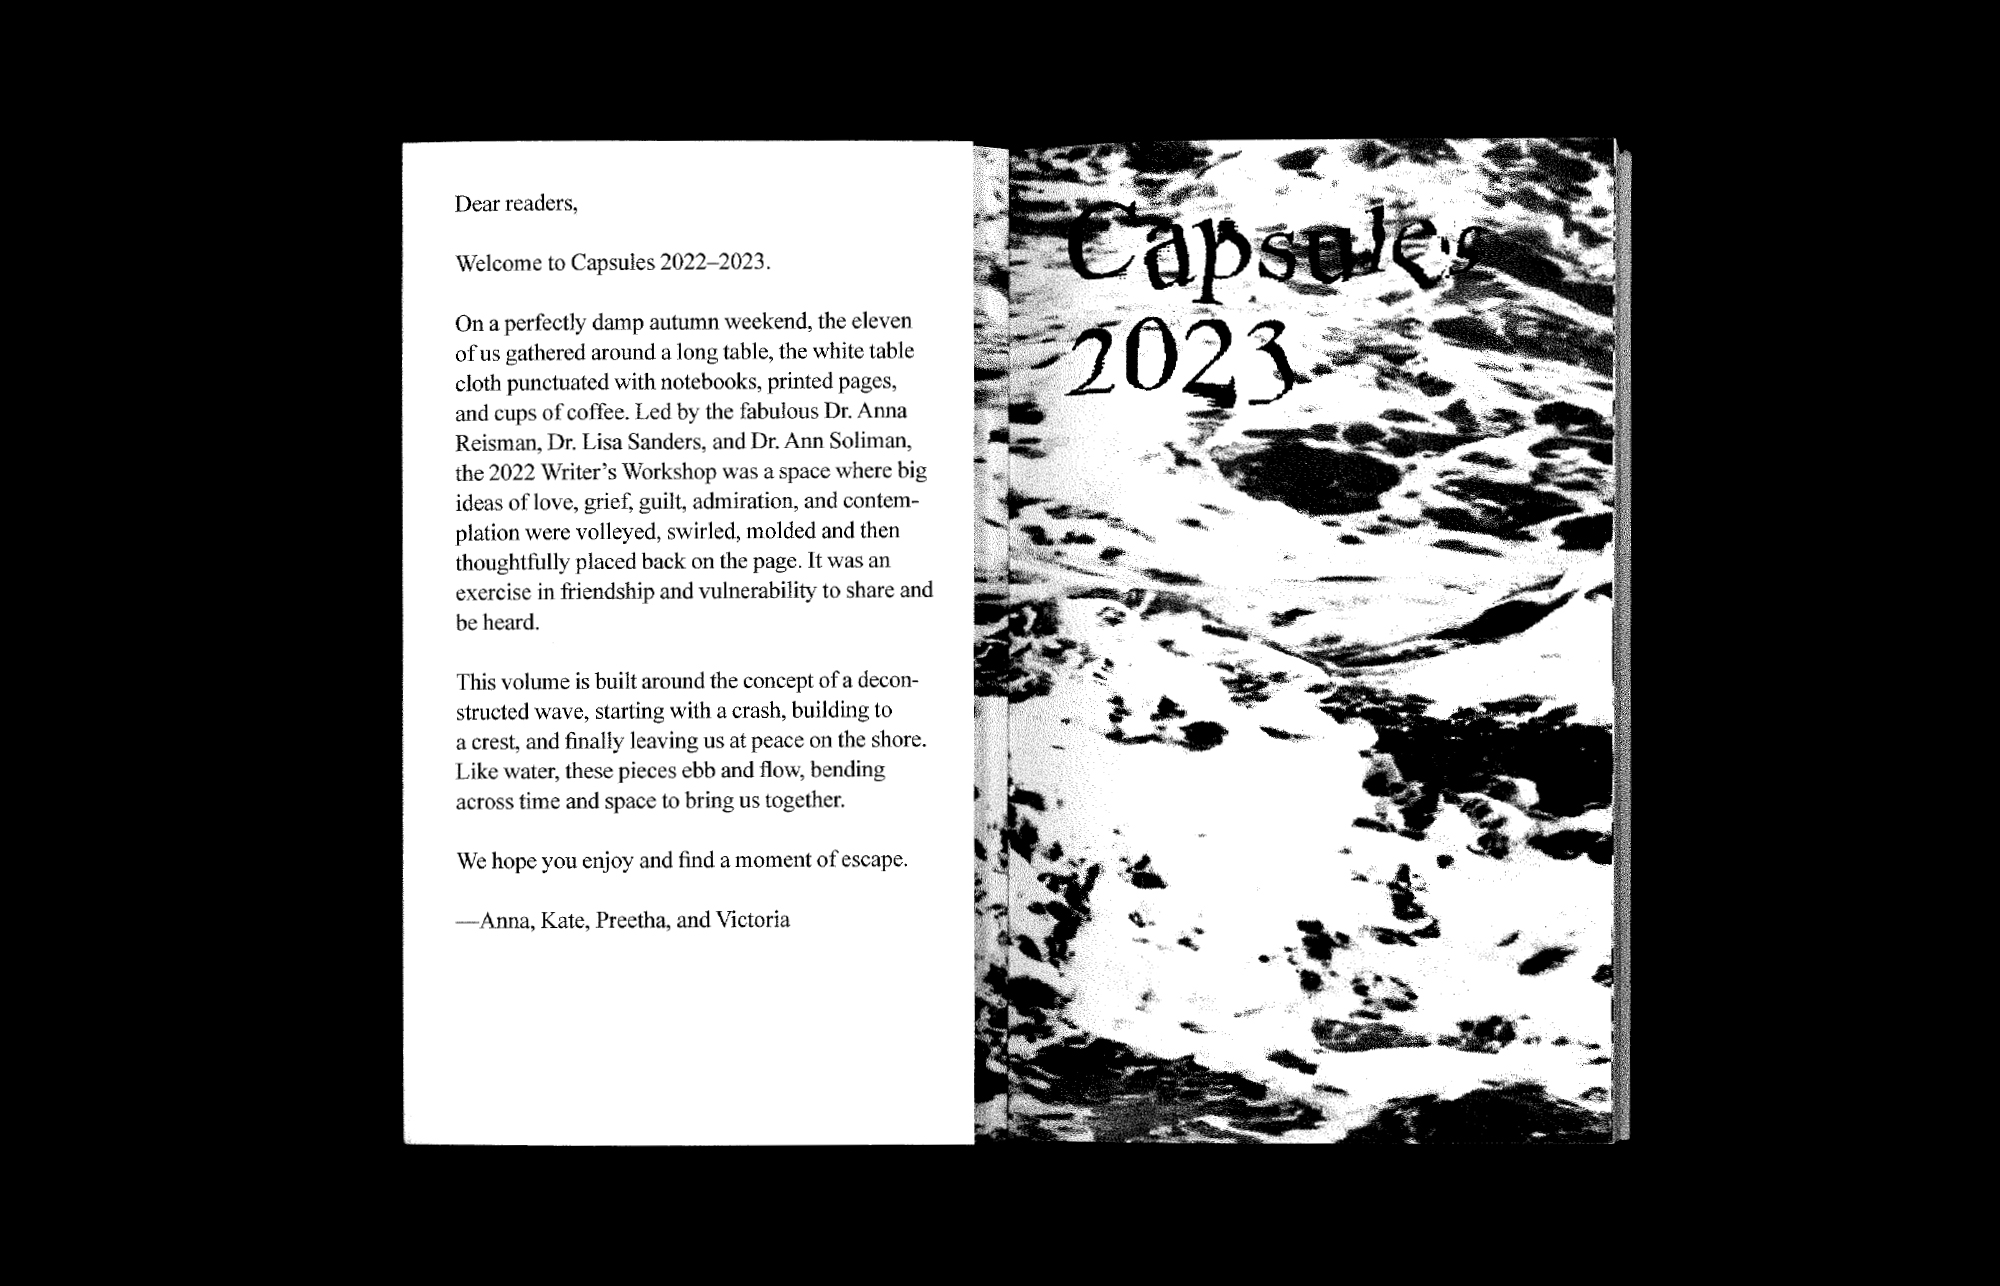 Dear readers,
Welcome to Capsules 2022–2023.
On a perfectly damp autumn weekend, the eleven
of us gathered around a long table, the white table
cloth punctuated with notebooks, printed pages,
and cups of coffee. Led by the fabulous Dr. Anna
Reisman, Dr. Lisa Sanders, and Dr. Ann Soliman,
the 2022 Writer’s Workshop was a space where big
ideas of love, grief, guilt, admiration, and contem-
plation were volleyed, swirled, molded and then
thoughtfully placed back on the page. It was an
exercise in friendship and vulnerability to share and
be heard.
This volume is built around the concept of a decon-
structed wave, starting with a crash, building to
a crest, and finally leaving us at peace on the shore.
Like water, these pieces ebb and flow, bending
across time and space to bring us together.
We hope you enjoy and find a moment of escape.
—Anna, Kate, Preetha, and Victoria
Capsules
2023